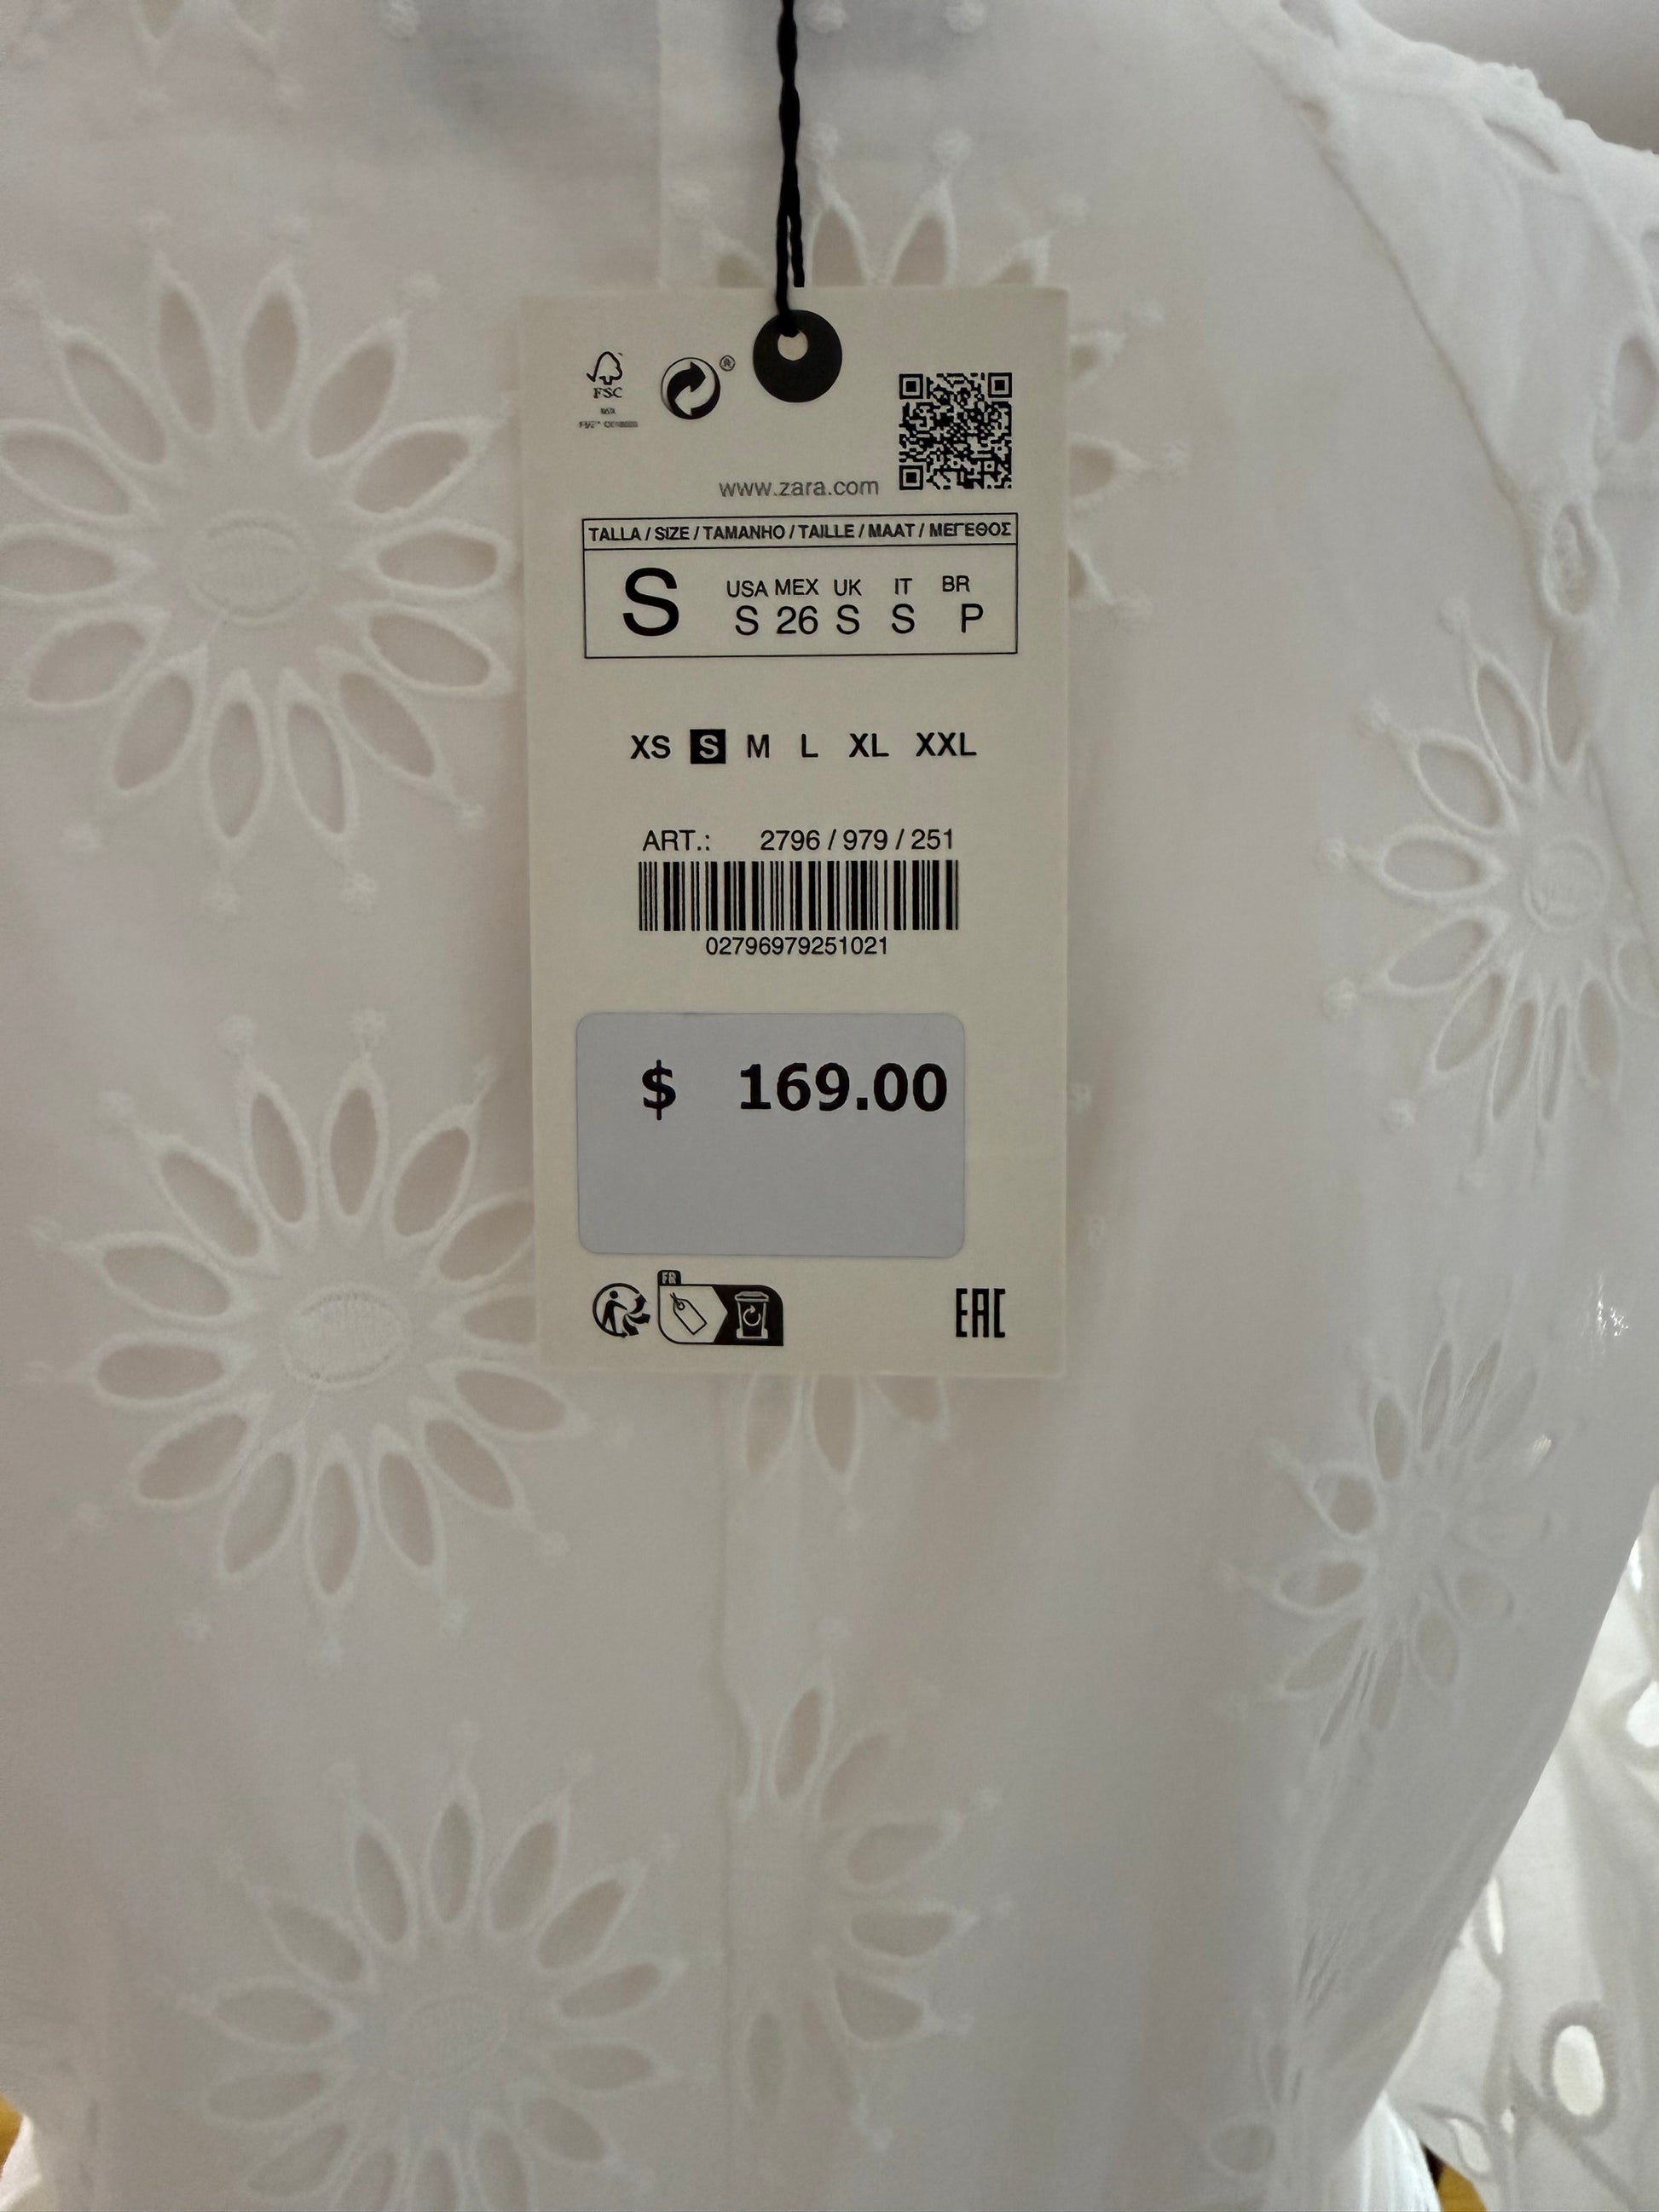 FSC
®
www.zara.com
TALLA / SIZE / TAMANHO / TAILLE / MAAT / ΜΕΓΕΘΟΣ
S
USA MEX UK IT BR
S 26 S S P
XS S M L XL XXL
ART.: 2796 / 979 / 251
02796979251021
$ 169.00
FR
EAC